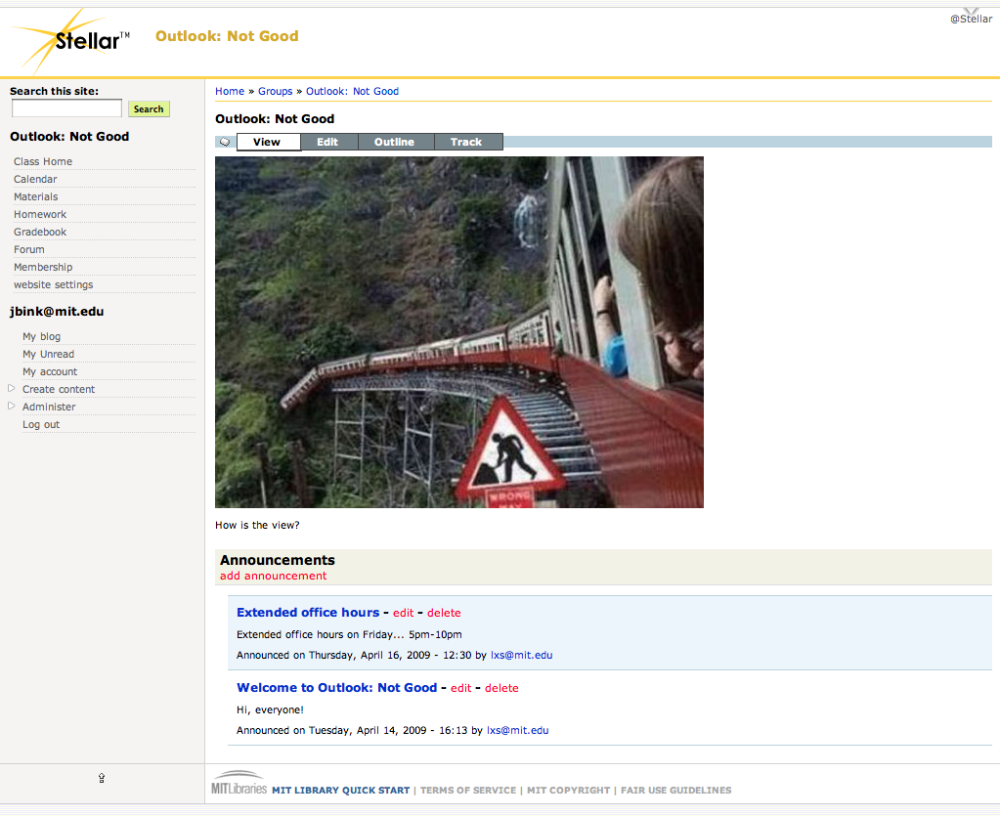 @Stellar
Stellar™
Outlook: Not Good
Search this site:
Search
Outlook: Not Good
Class Home
Calendar
Materials
Homework
Gradebook
Forum
Membership
website settings
jbink@mit.edu
My blog
My Unread
My account
Create content
Administer
Log out
Home » Groups » Outlook: Not Good
Outlook: Not Good
View Edit Outline Track
WRONG
WAY
How is the view?
Announcements
add announcement
Extended office hours - edit - delete
Extended office hours on Friday... 5pm-10pm
Announced on Thursday, April 16, 2009 - 12:30 by lxs@mit.edu
Welcome to Outlook: Not Good - edit - delete
Hi, everyone!
Announced on Tuesday, April 14, 2009 - 16:13 by lxs@mit.edu
MITLibraries MIT LIBRARY QUICK START | TERMS OF SERVICE | MIT COPYRIGHT | FAIR USE GUIDELINES